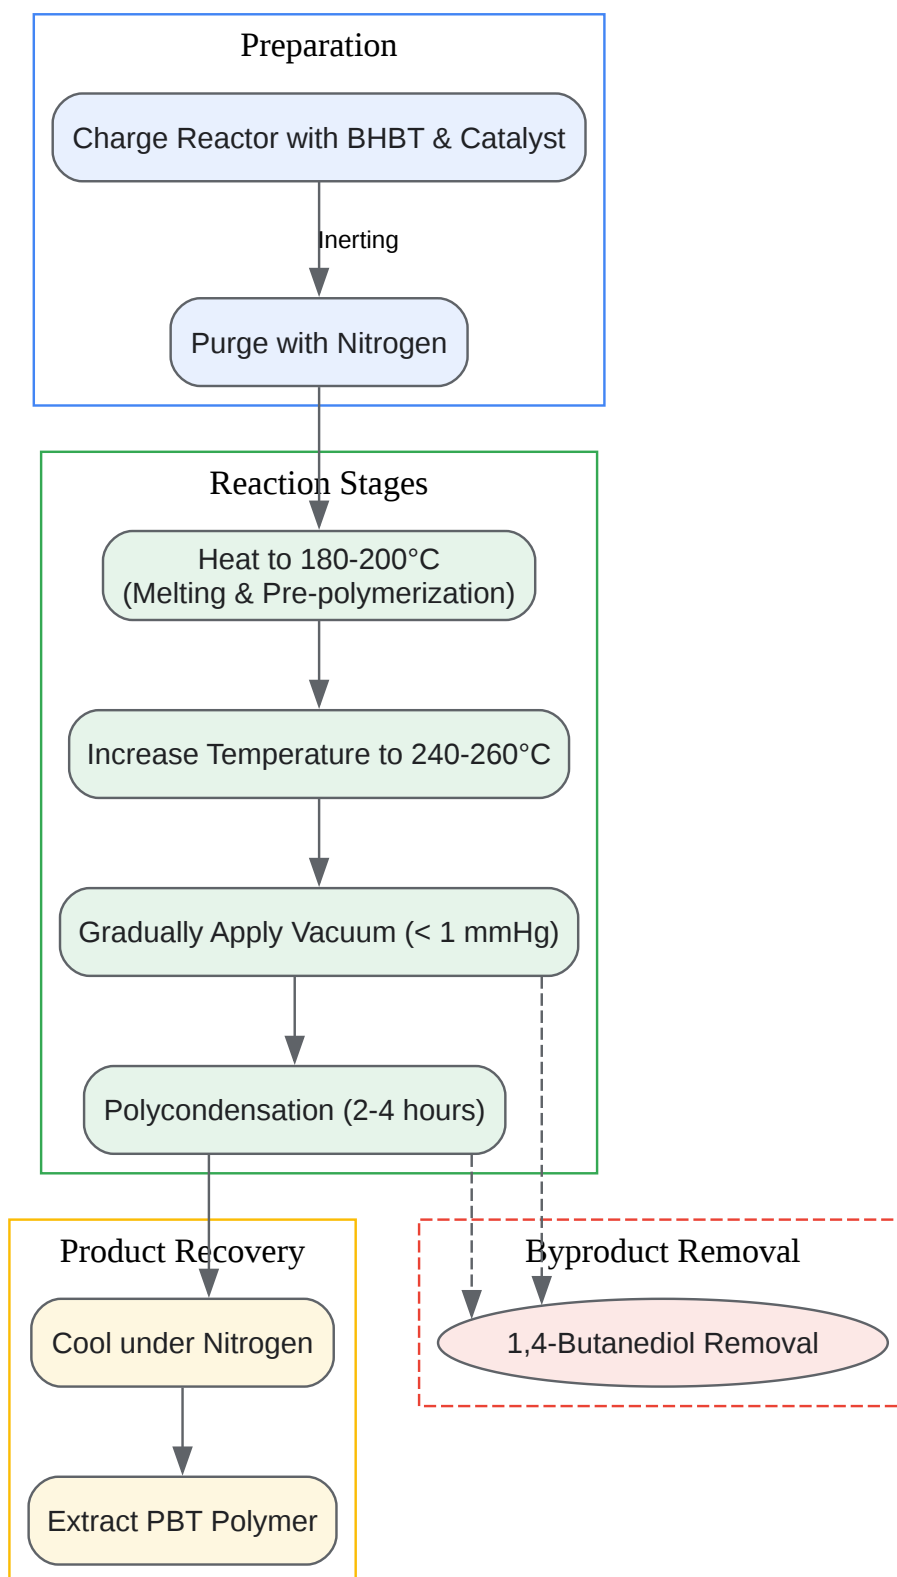 Preparation
Charge Reactor with BHBT & Catalyst
Inerting
Purge with Nitrogen
Reaction Stages
Heat to 180-200°C
(Melting & Pre-polymerization)
Increase Temperature to 240-260°C
Gradually Apply Vacuum (< 1 mmHg)
Polycondensation (2-4 hours)
Product Recovery
Byproduct Removal
Cool under Nitrogen
1,4-Butanediol Removal
Extract PBT Polymer